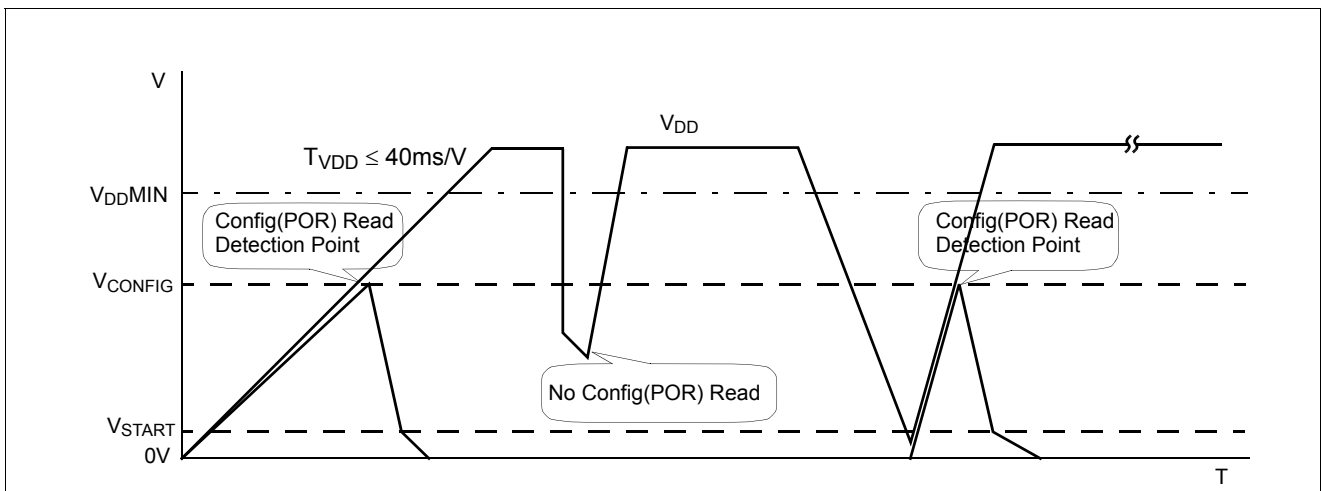 V
VDD
TVDD ≤ 40ms/V
VDDMIN
Config(POR) Read
Detection Point
Config(POR) Read
Detection Point
VCONFIG
No Config(POR) Read
VSTART
0V
T